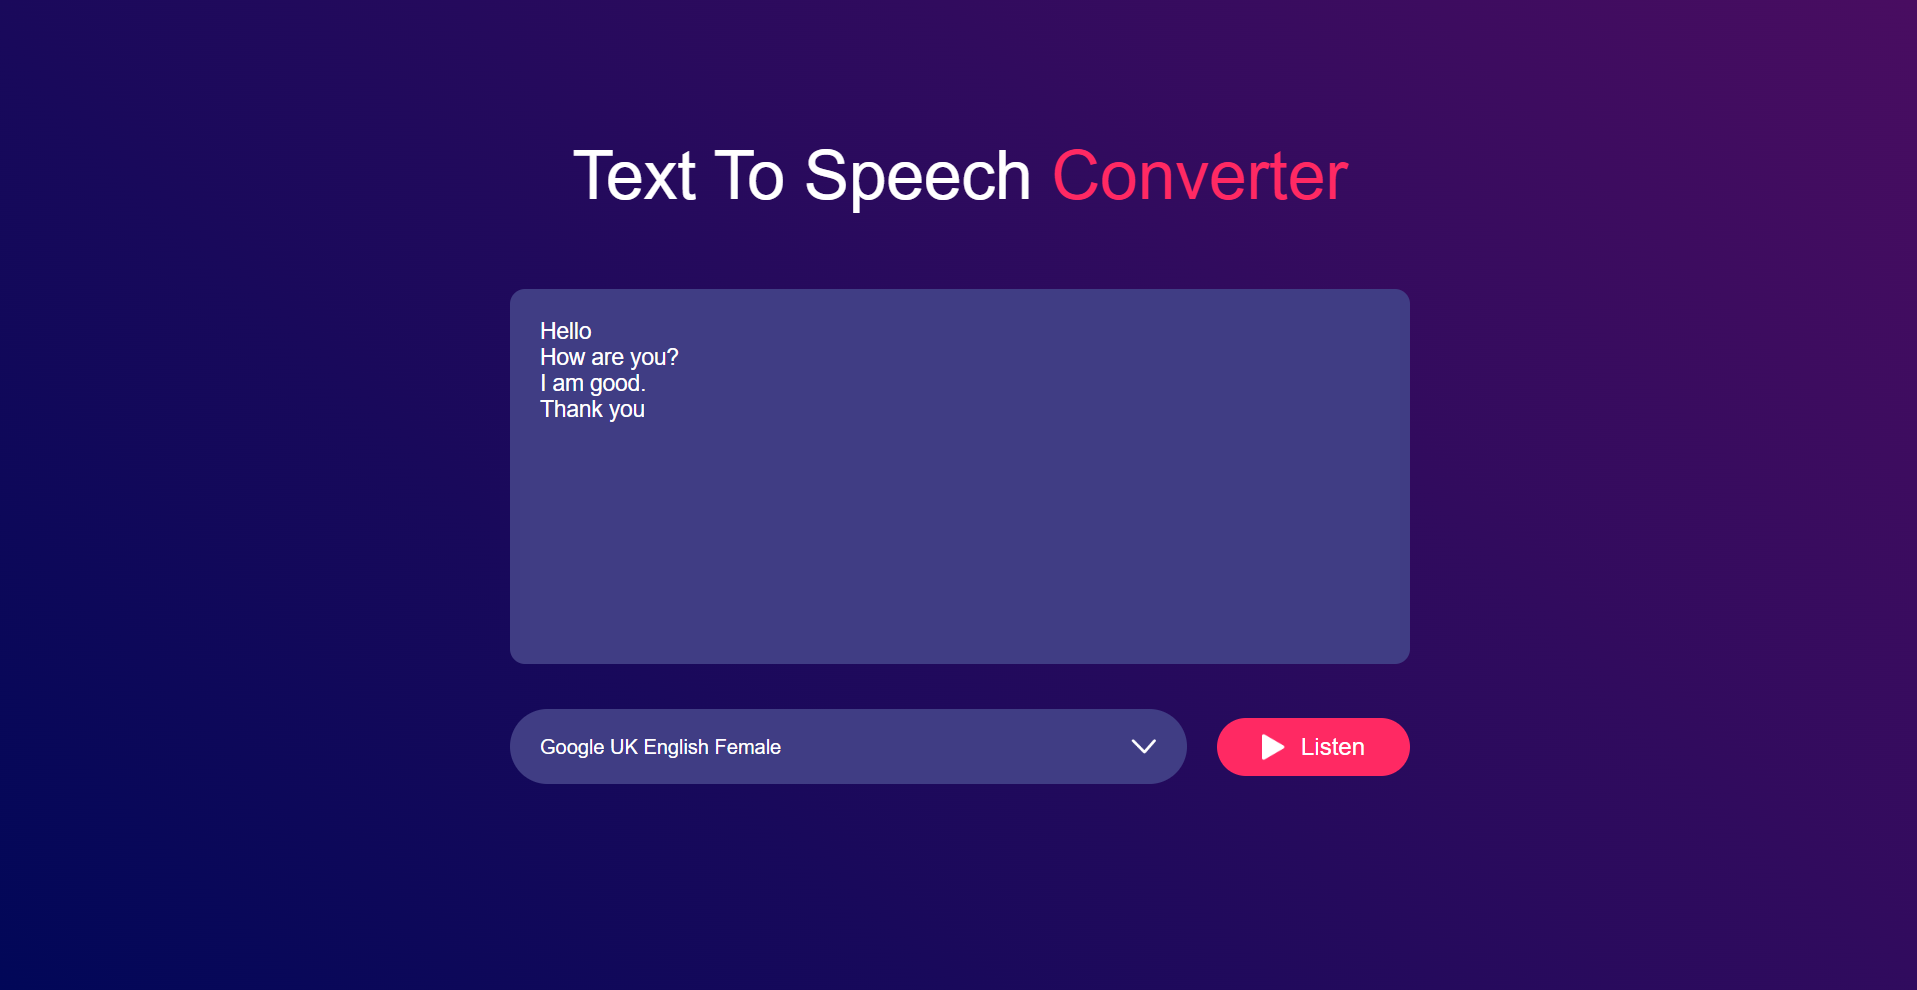 Text To Speech Converter
Hello
How are you?
I am good.
Thank you
Google UK English Female
Listen